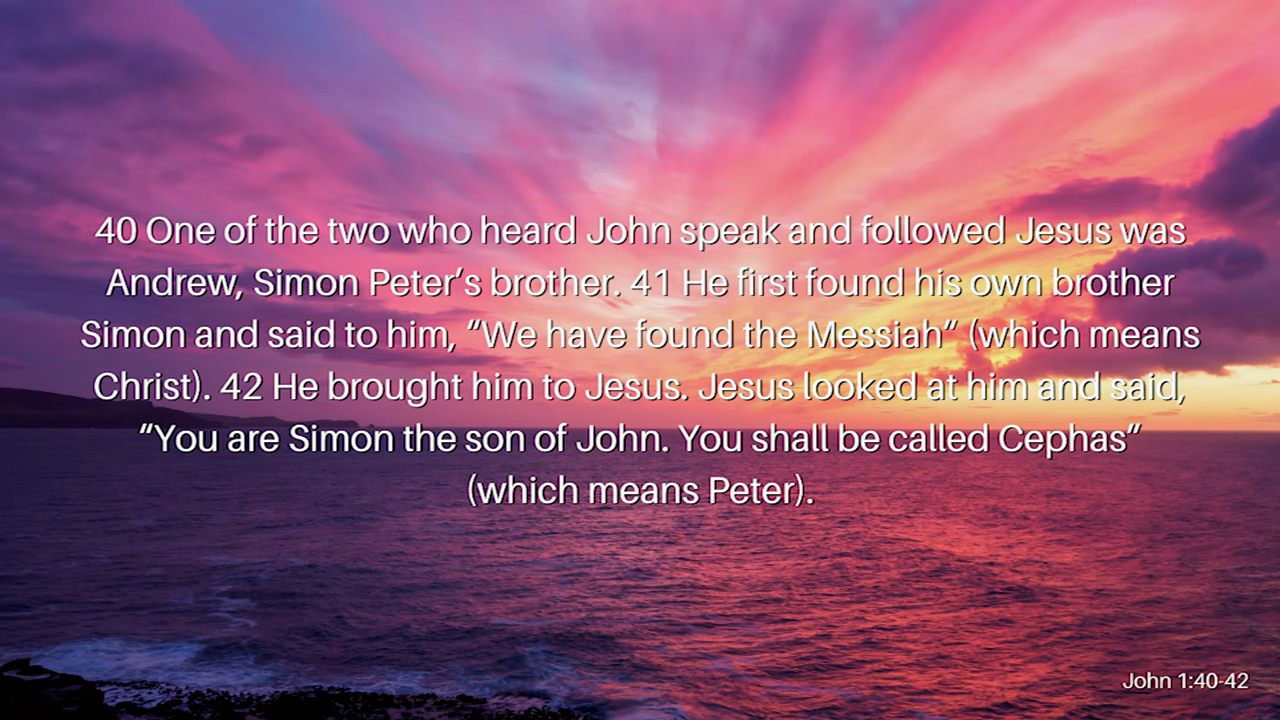 40 One of the two who heard John speak and followed Jesus was
Andrew, Simon Peter’s brother. 41 He first found his own brother
Simon and said to him, “We have found the Messiah” (which means
Christ). 42 He brought him to Jesus. Jesus looked at him and said,
“You are Simon the son of John. You shall be called Cephas”
(which means Peter).
John 1:40-42